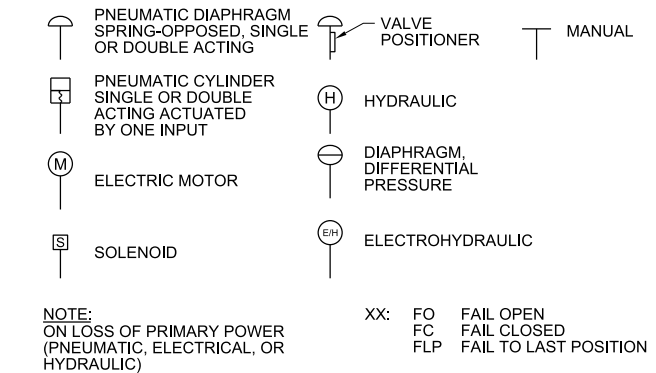 PNEUMATIC DIAPHRAGM
SPRING-OPPOSED, SINGLE
OR DOUBLE ACTING
VALVE
POSITIONER
MANUAL
PNEUMATIC CYLINDER
SINGLE OR DOUBLE
ACTING ACTUATED
BY ONE INPUT
H
HYDRAULIC
M
ELECTRIC MOTOR
DIAPHRAGM,
DIFFERENTIAL
PRESSURE
S
SOLENOID
E/H
ELECTROHYDRAULIC
NOTE:
ON LOSS OF PRIMARY POWER
(PNEUMATIC, ELECTRICAL, OR
HYDRAULIC)
XX: FO FAIL OPEN
FC FAIL CLOSED
FLP FAIL TO LAST POSITION